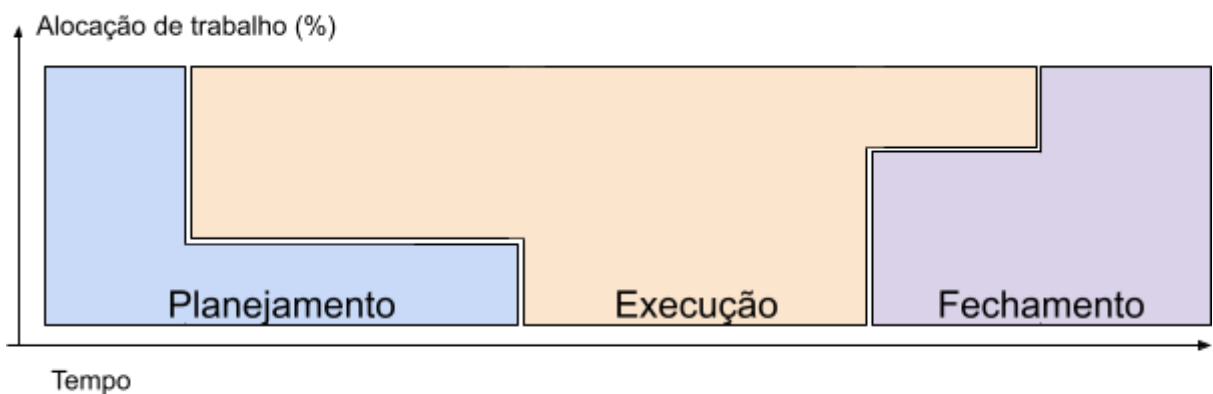 Alocação de trabalho (%)
Planejamento
Execução
Fechamento
Tempo